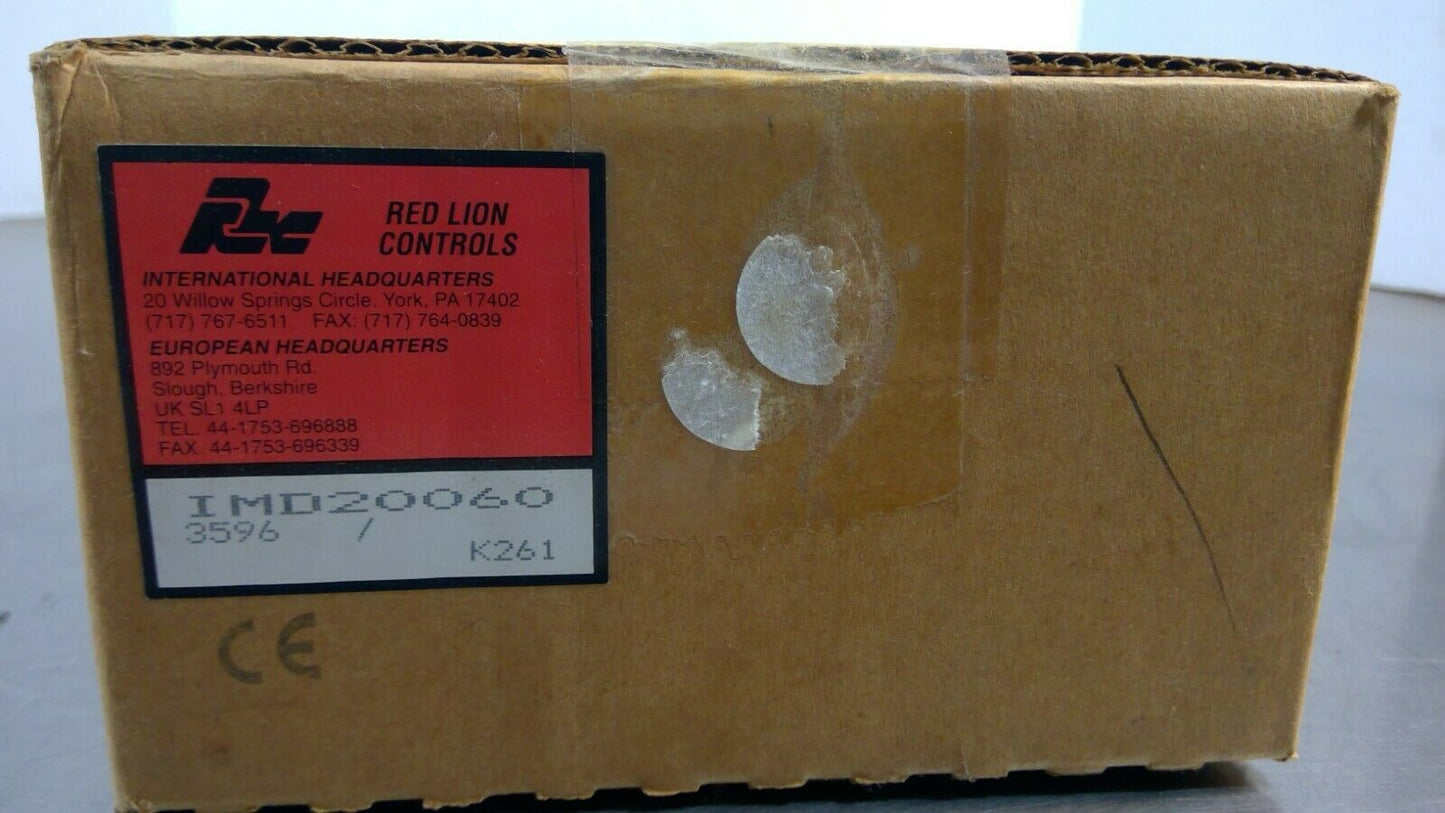 RLC
RED LION
CONTROLS
INTERNATIONAL HEADQUARTERS
20 Willow Springs Circle. York, PA 17402
(717) 767-6511 FAX: (717) 764-0839
EUROPEAN HEADQUARTERS
892 Plymouth Rd.
Slough, Berkshire
UK SL1 4LP
TEL. 44-1753-696888
FAX. 44-1753-696339
IMD20060
3596 /
K261
CE